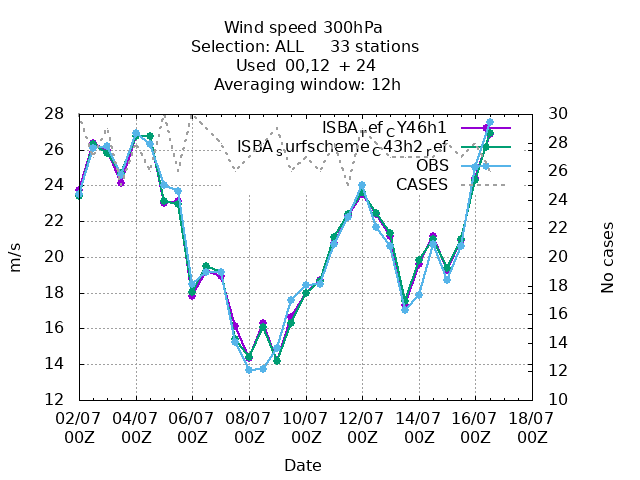 Wind speed 300hPa
Selection: ALL 33 stations
Used 00,12 + 24
Averaging window: 12h
ISBA_ref_CY46h1
ISBA_surfscheme_C43h2_ref
OBS
CASES
m/s
28
26
24
22
20
18
16
14
12
No cases
30
28
26
24
22
20
18
16
14
12
10
02/07 04/07 06/07 08/07 10/07 12/07 14/07 16/07 18/07
00Z 00Z 00Z 00Z 00Z 00Z 00Z 00Z 00Z
Date